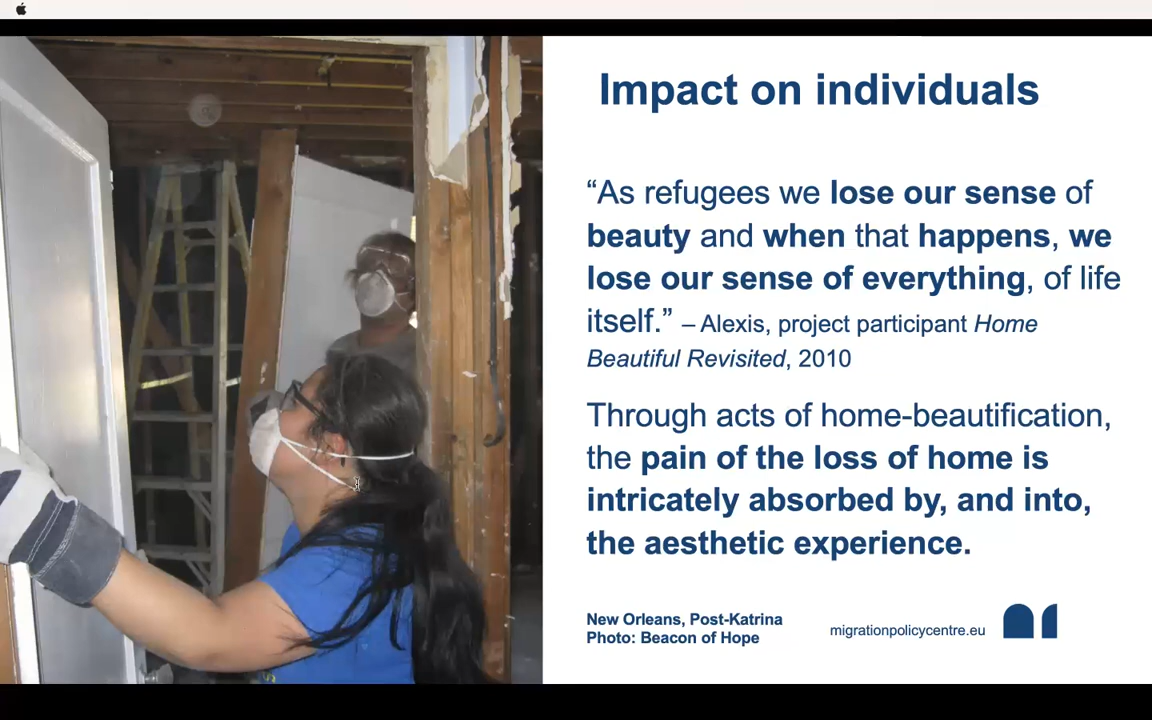 Impact on individuals
“As refugees we lose our sense of
beauty and when that happens, we
lose our sense of everything, of life
itself.” – Alexis, project participant Home
Beautiful Revisited, 2010
Through acts of home-beautification,
the pain of the loss of home is
intricately absorbed by, and into,
the aesthetic experience.
New Orleans, Post-Katrina
Photo: Beacon of Hope
migrationpolicycentre.eu